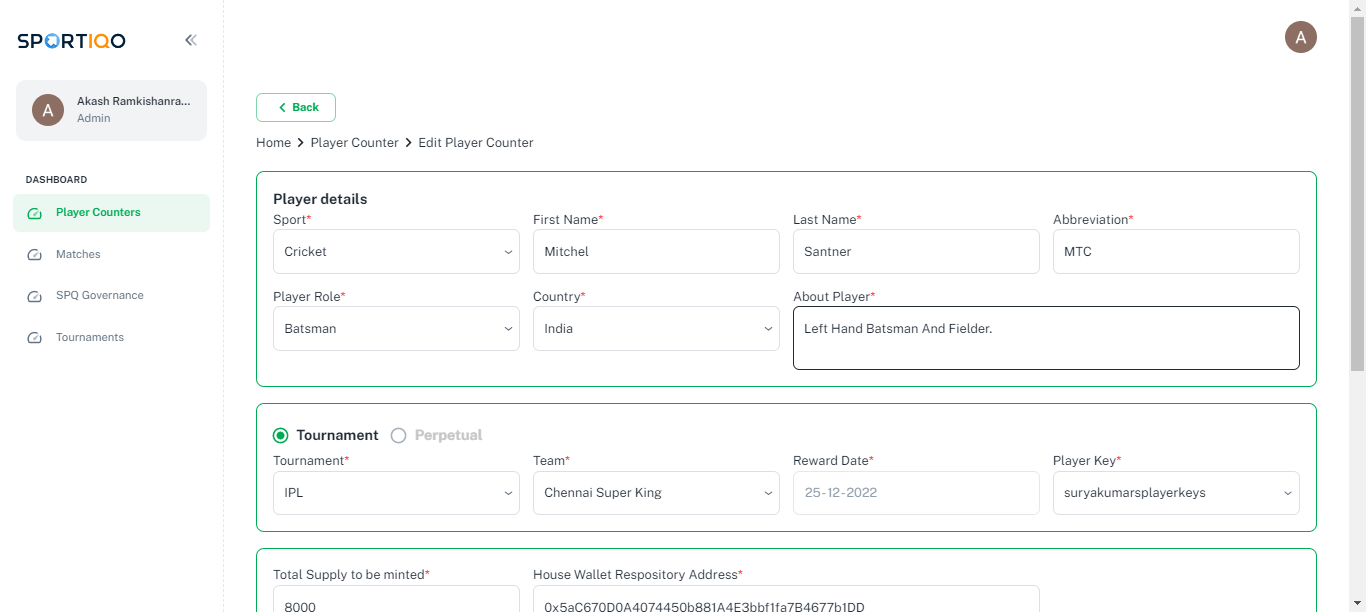 SPORTIQO
A
Akash Ramkishanra...
Admin
A
DASHBOARD
Player Counters
Matches
SPQ Governance
Tournaments
Back
Home > Player Counter > Edit Player Counter
Player details
Sport* First Name* Last Name* Abbreviation*
Cricket Mitchel Santner MTC
Player Role* Country* About Player*
Batsman India Left Hand Batsman And Fielder.
Tournament Perpetual
Tournament* Team* Reward Date* Player Key*
IPL Chennai Super King 25-12-2022 suryakumarsplayerkeys
Total Supply to be minted* House Wallet Respository Address*
8000 0x5aC670D0A4074450b881A4E3bbf1fa7B4677b1DD